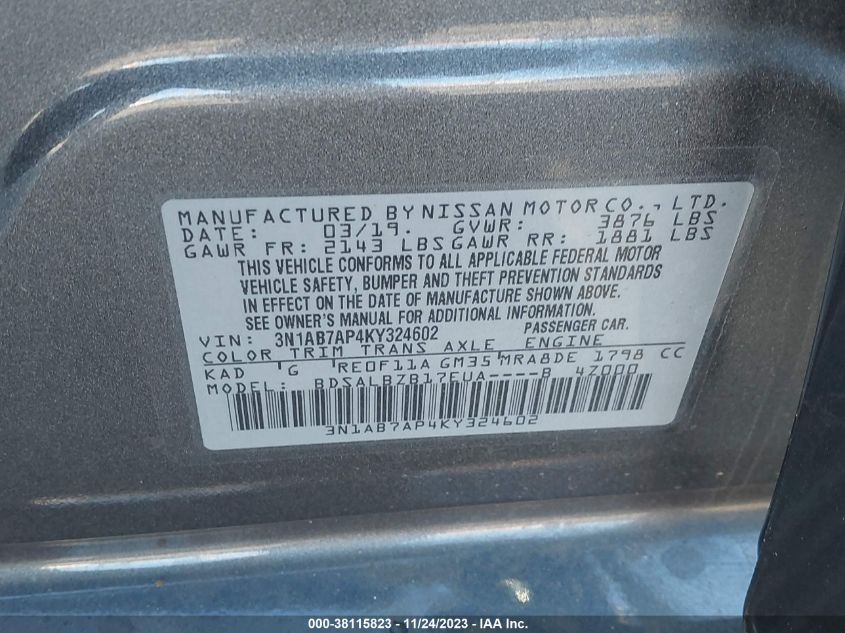 MANUFACTURED BY NISSAN MOTOR CO., LTD.
DATE: 03/19. GVWR: 3876 LBS
GAWR FR: 2143 LBS GAWR RR: 1881 LBS
THIS VEHICLE CONFORMS TO ALL APPLICABLE FEDERAL MOTOR
VEHICLE SAFETY, BUMPER AND THEFT PREVENTION STANDARDS
IN EFFECT ON THE DATE OF MANUFACTURE SHOWN ABOVE.
SEE OWNER'S MANUAL FOR ADDITIONAL INFORMATION.
VIN: 3N1AB7AP4KY324602 PASSENGER CAR.
COLOR TRIM TRANS AXLE ENGINE
KAD G RE0F11A GM35 MRA8DE 1798 CC
MODEL: BDSALBZB17EUA----B 4Z000
3N1AB7AP4KY324602
000-38115823 - 11/24/2023 - IAA Inc.